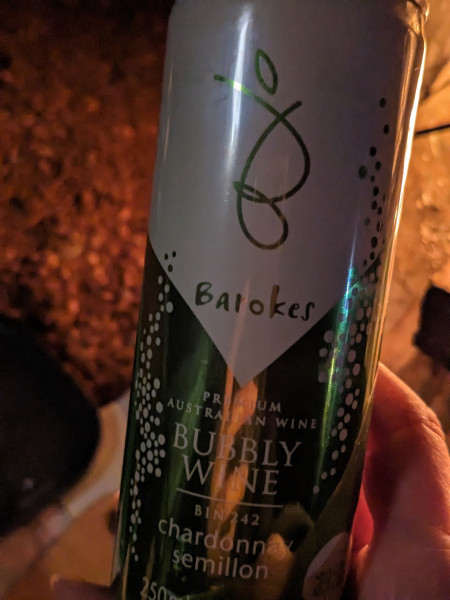 Barokes
PREMIUM
AUSTRALIAN WINE
BUBBLY
WINE
BIN 242
chardonnay
semillon